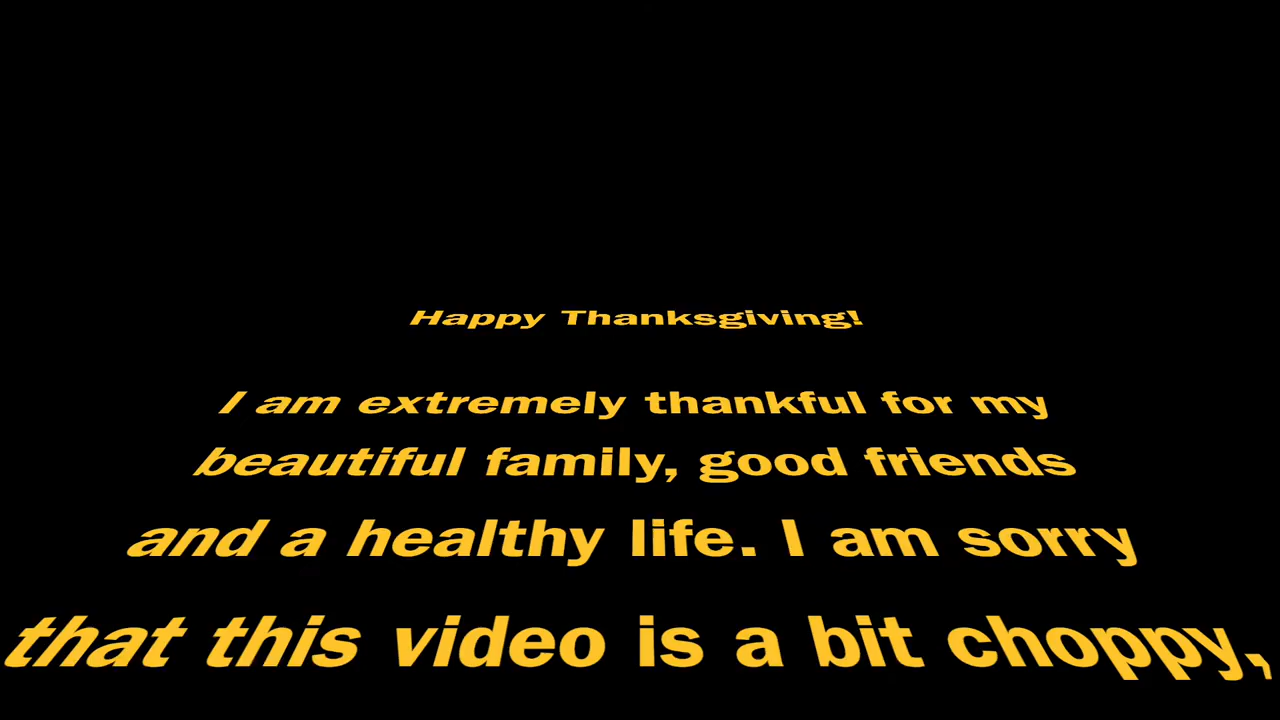 Happy Thanksgiving!
I am extremely thankful for my
beautiful family, good friends
and a healthy life. I am sorry
that this video is a bit choppy,